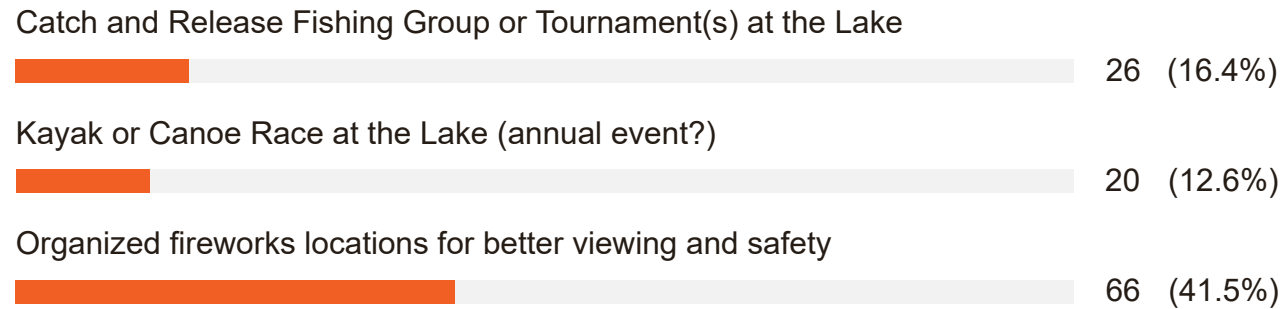 Catch and Release Fishing Group or Tournament(s) at the Lake
26 (16.4%)
Kayak or Canoe Race at the Lake (annual event?)
20 (12.6%)
Organized fireworks locations for better viewing and safety
66 (41.5%)